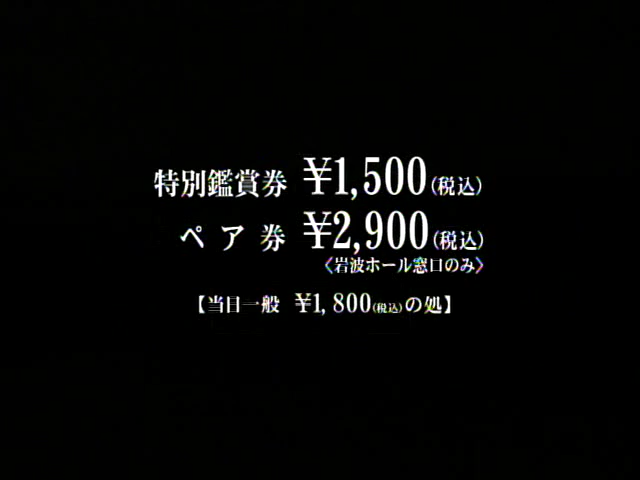 特別鑑賞券 ¥1,500(税込)
ペア券 ¥2,900(税込)
〈岩波ホール窓口のみ〉
【当日一般 ¥1,800(税込)の処】